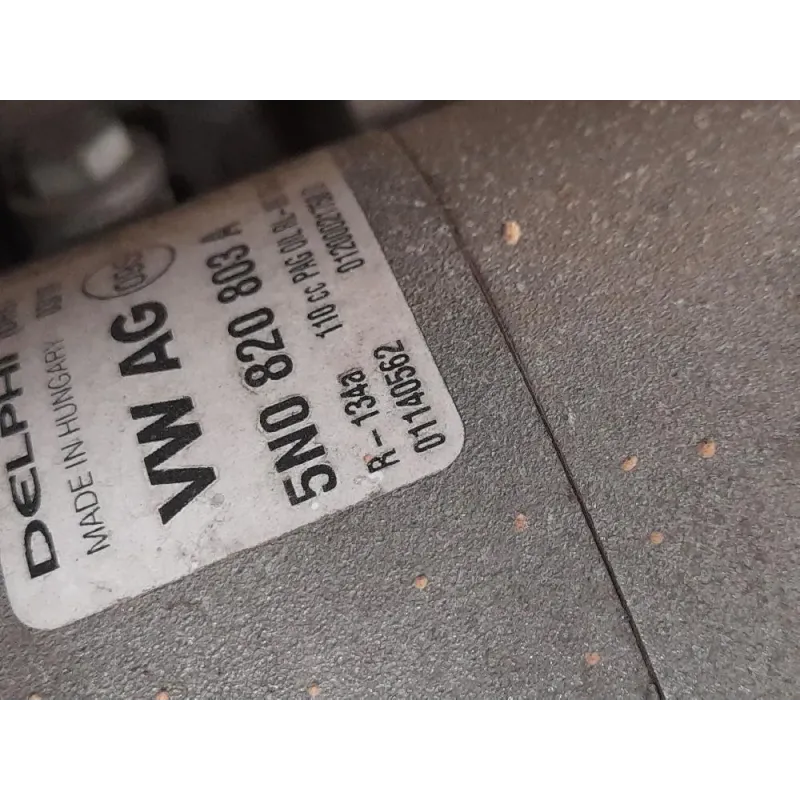 DELPHI
MADE IN HUNGARY
VW AG
5N0 820 803 A
R-134a 110 cc PAG OIL
01140562